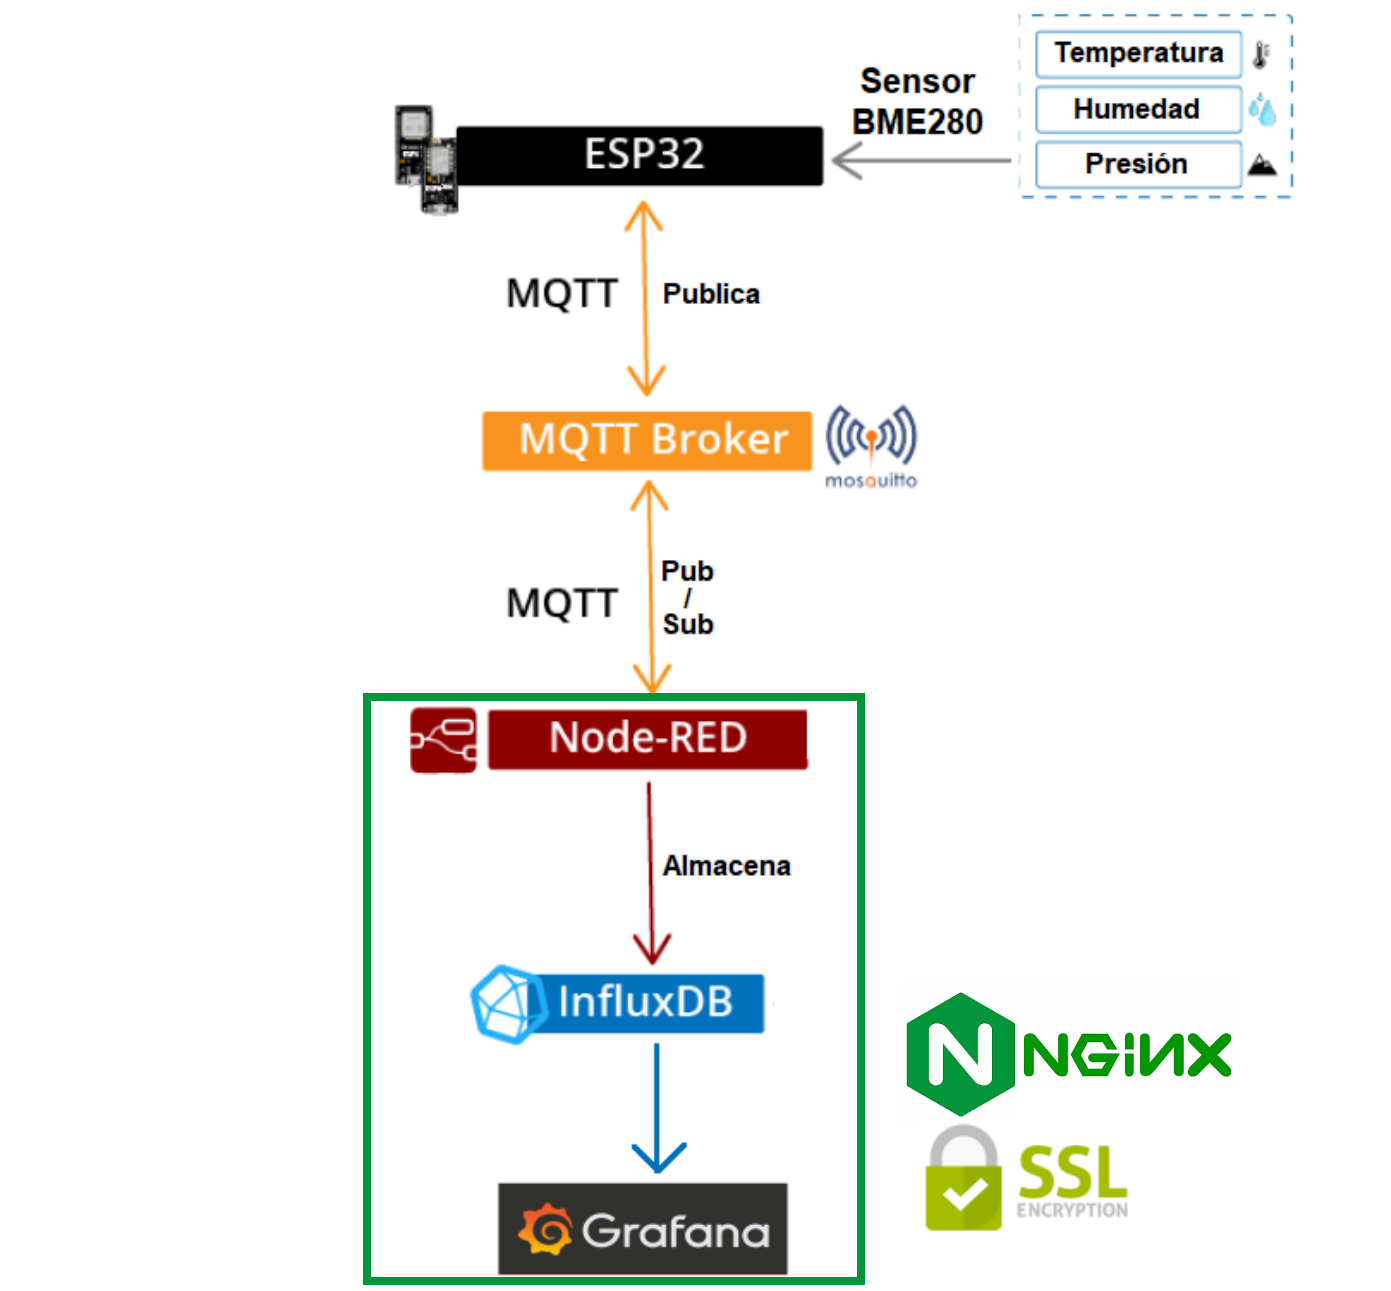 Temperatura
Sensor
BME280
Humedad
ESP32
Presión
MQTT
Publica
MQTT Broker
mosquitto
MQTT
Pub
/
Sub
Node-RED
Almacena
InfluxDB
NGINX
SSL
ENCRYPTION
Grafana